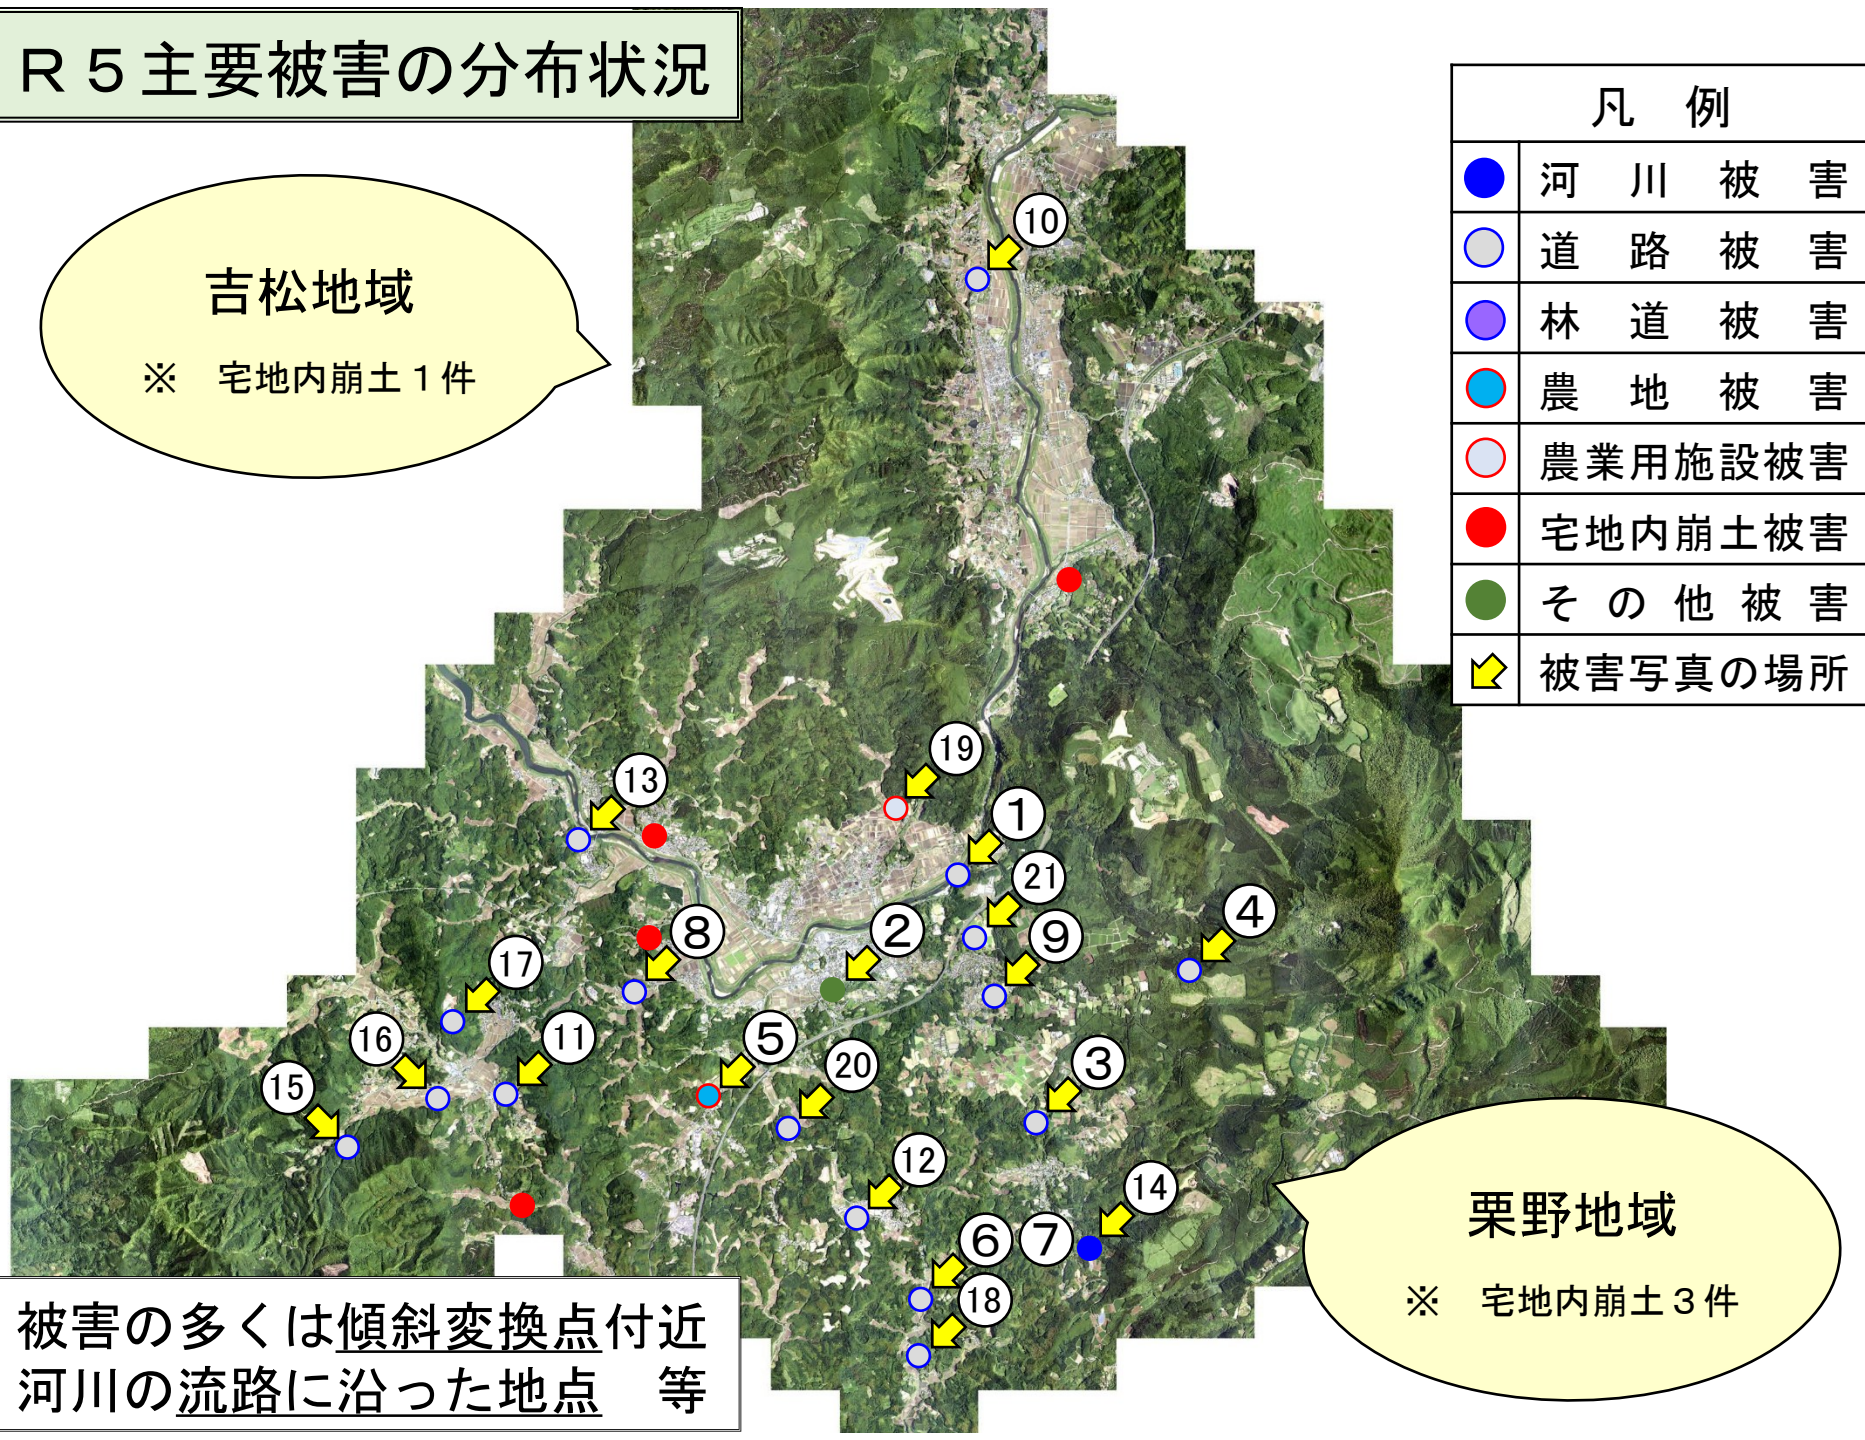 Ｒ５主要被害の分布状況
吉松地域
※　宅地内崩土１件
凡　例
河川被害
道路被害
林道被害
農地被害
農業用施設被害
宅地内崩土被害
その他被害
被害写真の場所
⑩
⑲
⑬
①
㉑
④
②
⑧
⑨
⑰
⑯
⑪
⑤
⑳
③
⑮
⑫
⑭
⑥
⑦
⑱
栗野地域
※　宅地内崩土３件
被害の多くは傾斜変換点付近
河川の流路に沿った地点　等